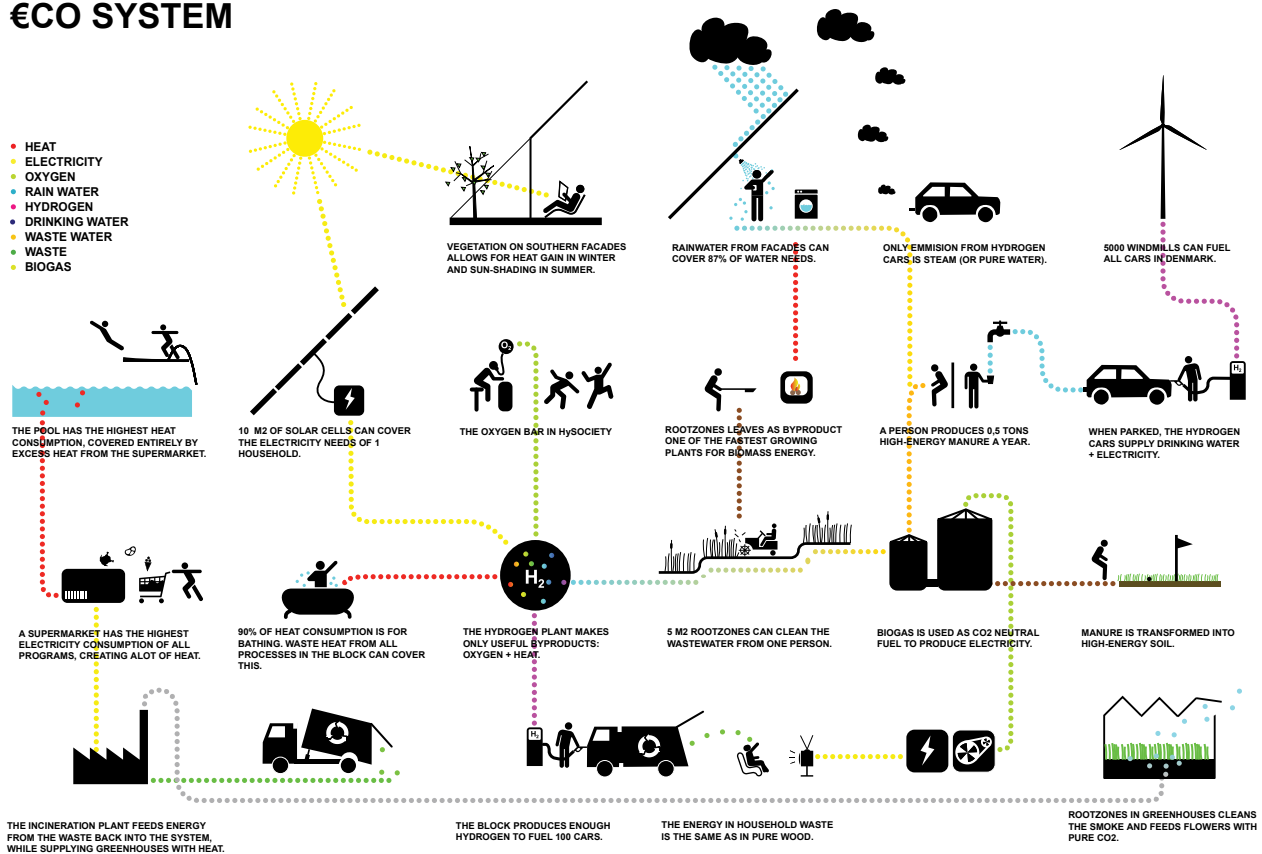 €CO SYSTEM
HEAT
ELECTRICITY
OXYGEN
RAIN WATER
HYDROGEN
DRINKING WATER
WASTE WATER
WASTE
BIOGAS
VEGETATION ON SOUTHERN FACADES
ALLOWS FOR HEAT GAIN IN WINTER
AND SUN-SHADING IN SUMMER.
RAINWATER FROM FACADES CAN
COVER 87% OF WATER NEEDS.
ONLY EMMISION FROM HYDROGEN
CARS IS STEAM (OR PURE WATER).
5000 WINDMILLS CAN FUEL
ALL CARS IN DENMARK.
O2
H2
THE POOL HAS THE HIGHEST HEAT
CONSUMPTION, COVERED ENTIRELY BY
EXCESS HEAT FROM THE SUPERMARKET.
10 M2 OF SOLAR CELLS CAN COVER
THE ELECTRICITY NEEDS OF 1
HOUSEHOLD.
THE OXYGEN BAR IN HySOCIETY
ROOTZONES LEAVES AS BYPRODUCT
ONE OF THE FASTEST GROWING
PLANTS FOR BIOMASS ENERGY.
A PERSON PRODUCES 0,5 TONS
HIGH-ENERGY MANURE A YEAR.
WHEN PARKED, THE HYDROGEN
CARS SUPPLY DRINKING WATER
+ ELECTRICITY.
H2
A SUPERMARKET HAS THE HIGHEST
ELECTRICITY CONSUMPTION OF ALL
PROGRAMS, CREATING ALOT OF HEAT.
90% OF HEAT CONSUMPTION IS FOR
BATHING. WASTE HEAT FROM ALL
PROCESSES IN THE BLOCK CAN COVER
THIS.
THE HYDROGEN PLANT MAKES
ONLY USEFUL BYPRODUCTS:
OXYGEN + HEAT.
5 M2 ROOTZONES CAN CLEAN THE
WASTEWATER FROM ONE PERSON.
BIOGAS IS USED AS CO2 NEUTRAL
FUEL TO PRODUCE ELECTRICITY.
MANURE IS TRANSFORMED INTO
HIGH-ENERGY SOIL.
H2
THE INCINERATION PLANT FEEDS ENERGY
FROM THE WASTE BACK INTO THE SYSTEM,
WHILE SUPPLYING GREENHOUSES WITH HEAT.
THE BLOCK PRODUCES ENOUGH
HYDROGEN TO FUEL 100 CARS.
THE ENERGY IN HOUSEHOLD WASTE
IS THE SAME AS IN PURE WOOD.
ROOTZONES IN GREENHOUSES CLEANS
THE SMOKE AND FEEDS FLOWERS WITH
PURE CO2.